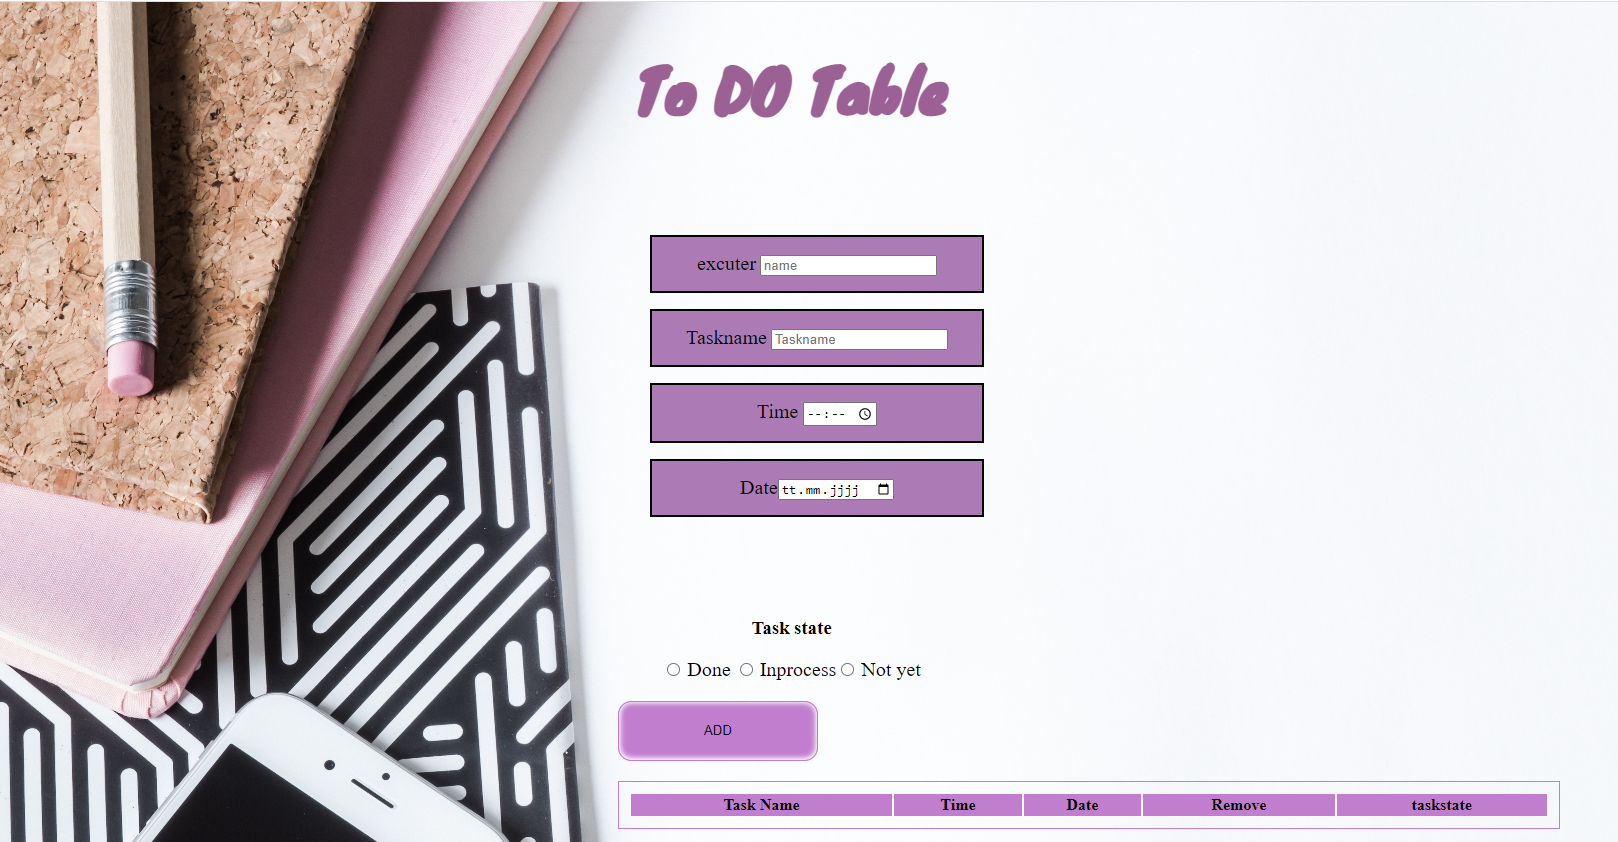 To DO Table
excuter name
Taskname Taskname
Time --:--
Date tt.mm.jjjj
Task state
Done Inprocess Not yet
ADD
Task Name Time Date Remove taskstate